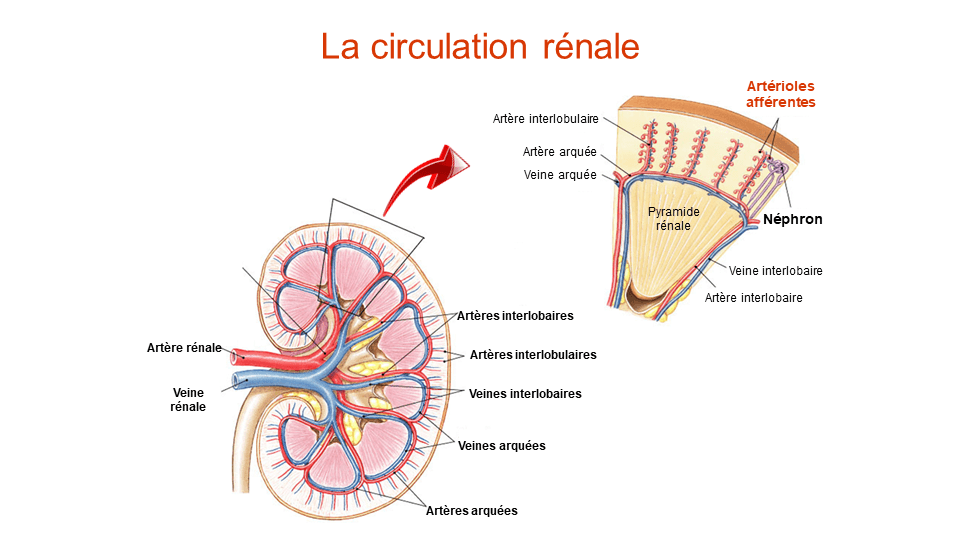 La circulation rénale
Artérioles
afférentes
Artère interlobulaire
Artère arquée
Veine arquée
Pyramide
rénale
Néphron
Veine interlobaire
Artère interlobaire
Artères interlobaires
Artère rénale
Artères interlobulaires
Veine
rénale
Veines interlobaires
Veines arquées
Artères arquées